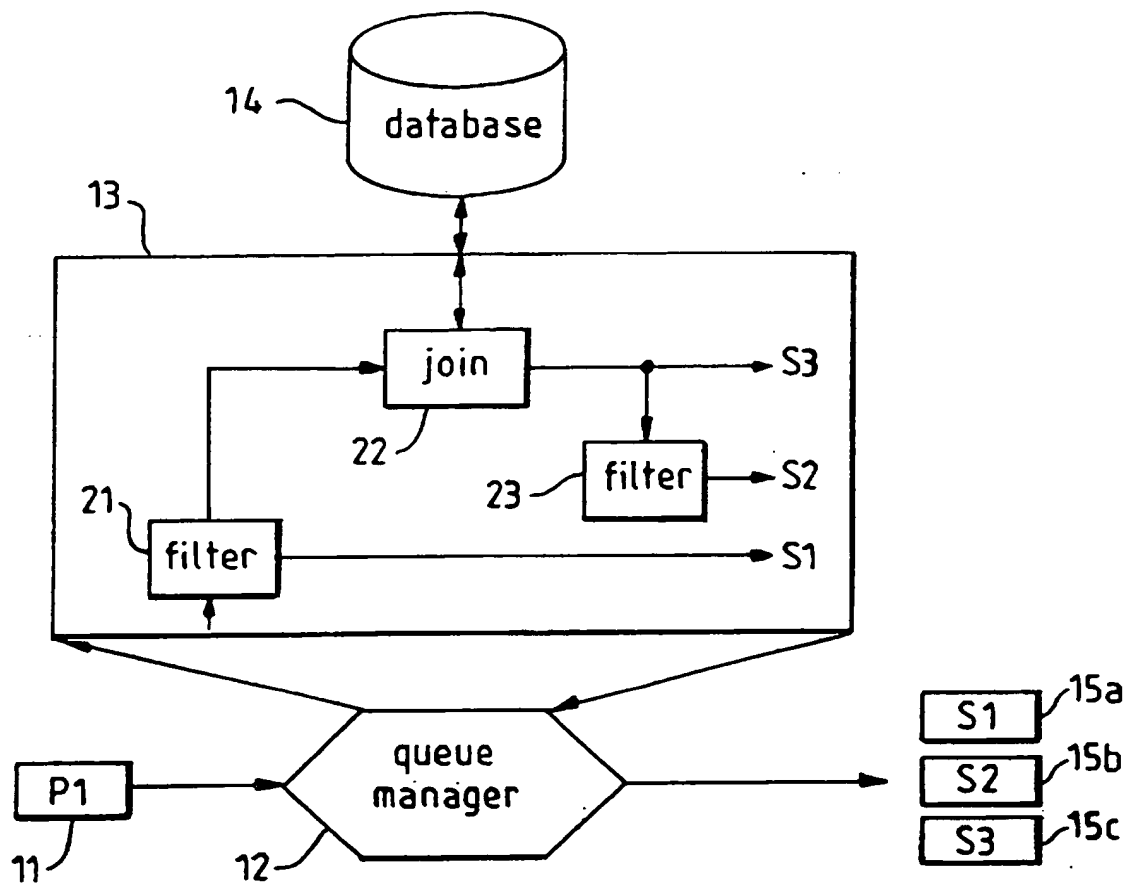 14
database
13
join
S3
22
23
filter
S2
21
filter
S1
queue
manager
P1
11
12
S1
15a
S2
15b
S3
15c